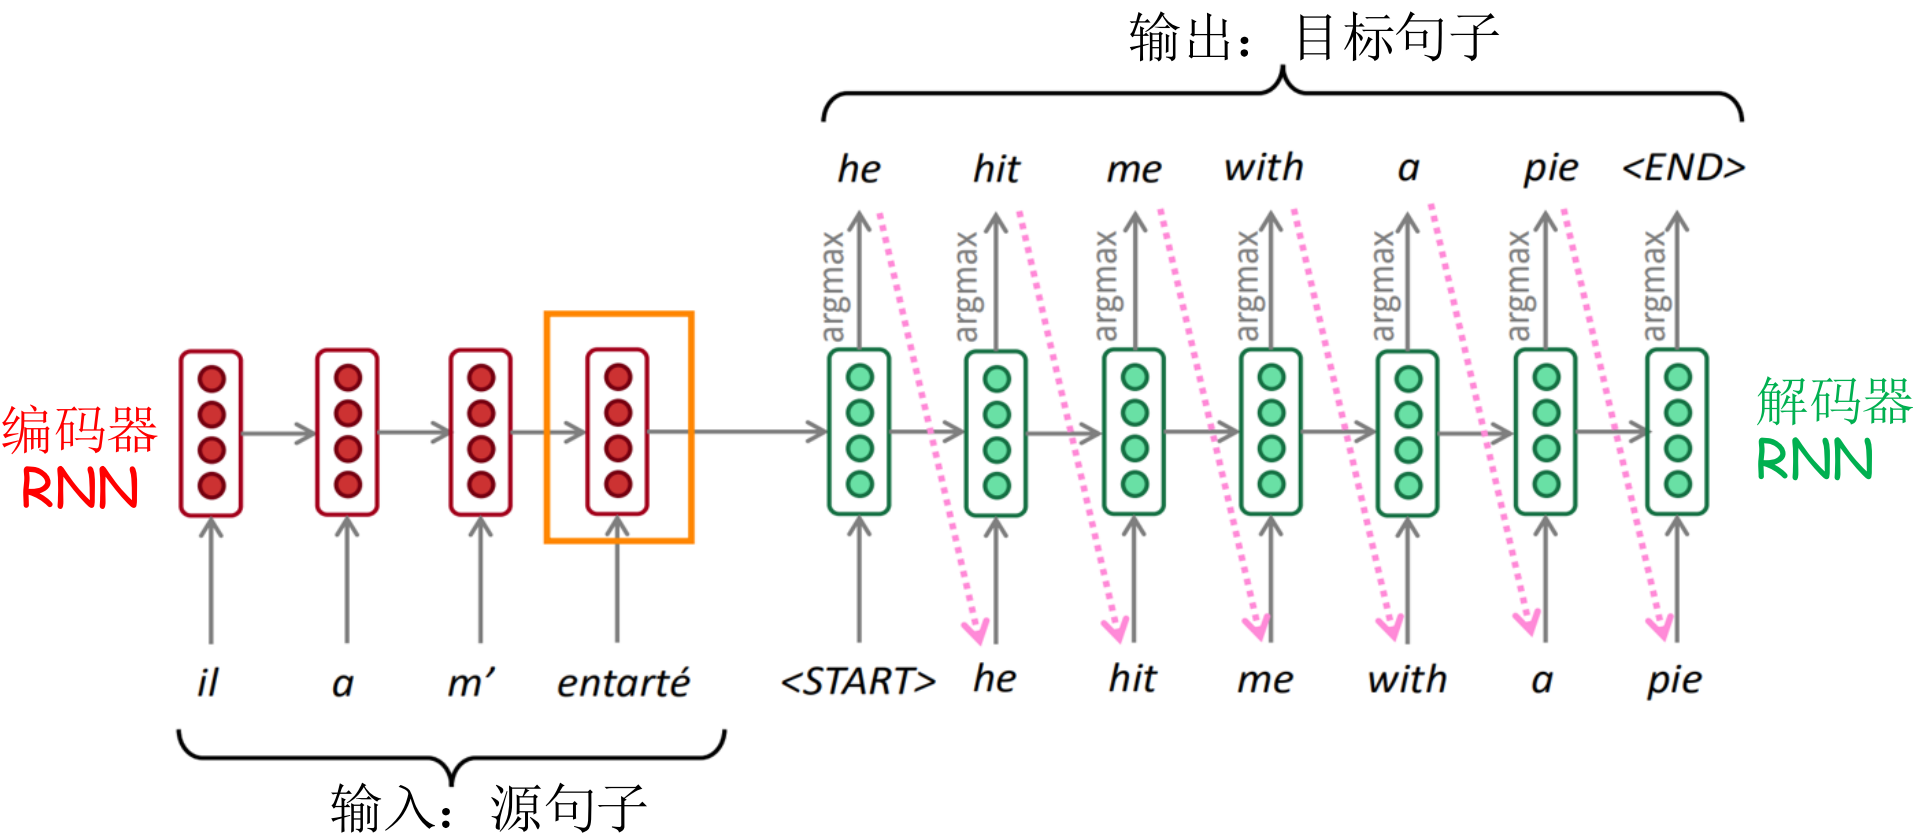 输出：目标句子
he hit me with a pie <END>
argmax argmax argmax argmax argmax argmax argmax
编码器
RNN
解码器
RNN
il a m’ entarté <START> he hit me with a pie
输入：源句子